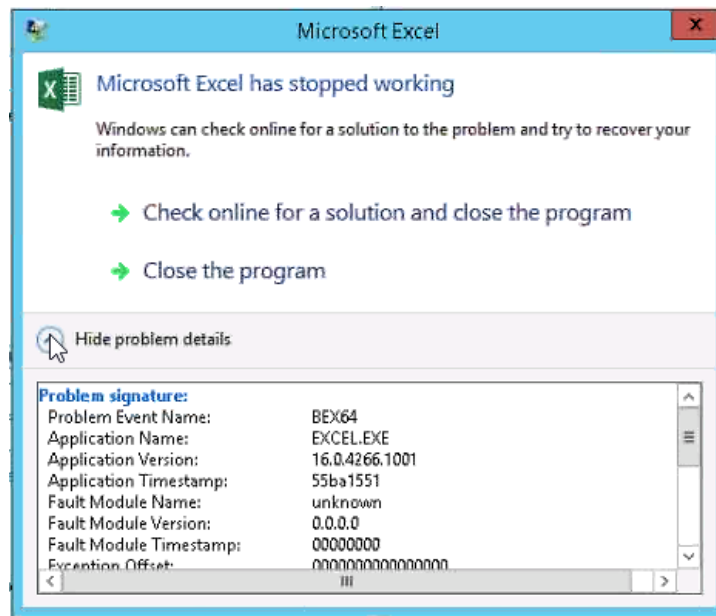 Microsoft Excel
Microsoft Excel has stopped working
Windows can check online for a solution to the problem and try to recover your
information.
Check online for a solution and close the program
Close the program
Hide problem details
Problem signature:
Problem Event Name: BEX64
Application Name: EXCEL.EXE
Application Version: 16.0.4266.1001
Application Timestamp: 55ba1551
Fault Module Name: unknown
Fault Module Version: 0.0.0.0
Fault Module Timestamp: 00000000
Exception Offset: 0000000000000000